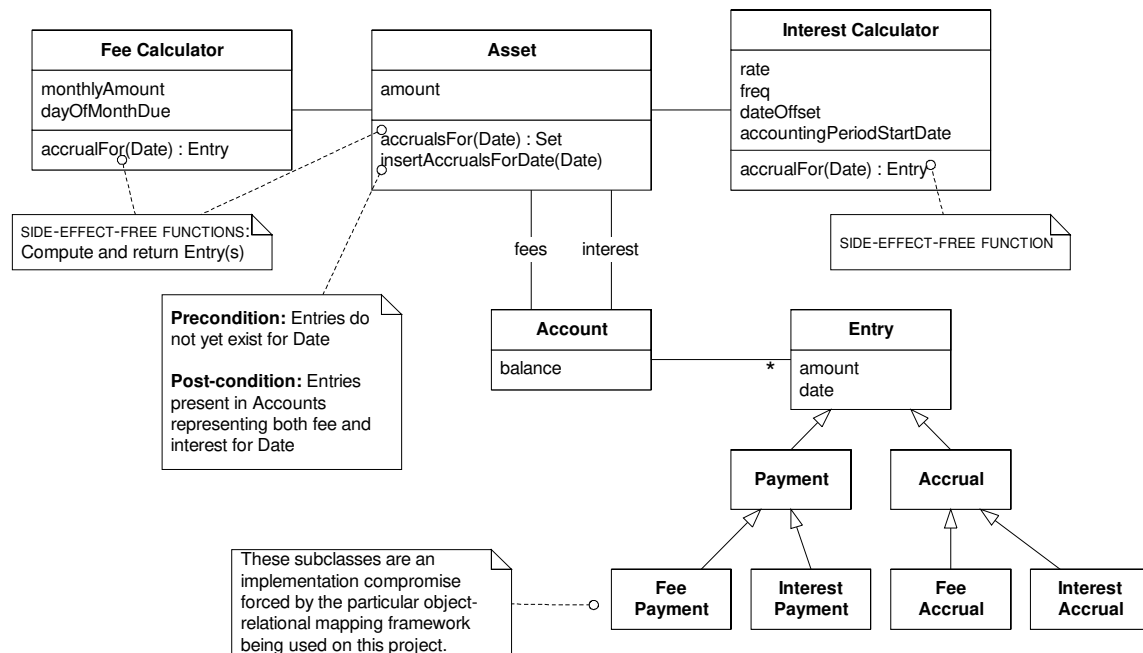 Fee Calculator
monthlyAmount
dayOfMonthDue
accrualFor(Date) : Entry
Asset
amount
accrualsFor(Date) : Set
insertAccrualsForDate(Date)
Interest Calculator
rate
freq
dateOffset
accountingPeriodStartDate
accrualFor(Date) : Entry
SIDE-EFFECT-FREE FUNCTIONS:
Compute and return Entry(s)
SIDE-EFFECT-FREE FUNCTION
fees
interest
Precondition: Entries do
not yet exist for Date
Post-condition: Entries
present in Accounts
representing both fee and
interest for Date
Account
balance
*
Entry
amount
date
Payment
Accrual
These subclasses are an
implementation compromise
forced by the particular object-
relational mapping framework
being used on this project.
Fee
Payment
Interest
Payment
Fee
Accrual
Interest
Accrual